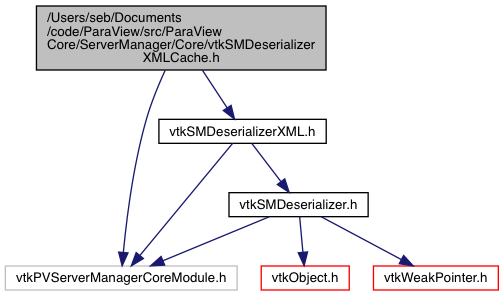 /Users/seb/Documents
/code/ParaView/src/ParaView
Core/ServerManager/Core/vtkSMDeserializer
XMLCache.h
vtkSMDeserializerXML.h
vtkSMDeserializer.h
vtkPVServerManagerCoreModule.h
vtkObject.h
vtkWeakPointer.h